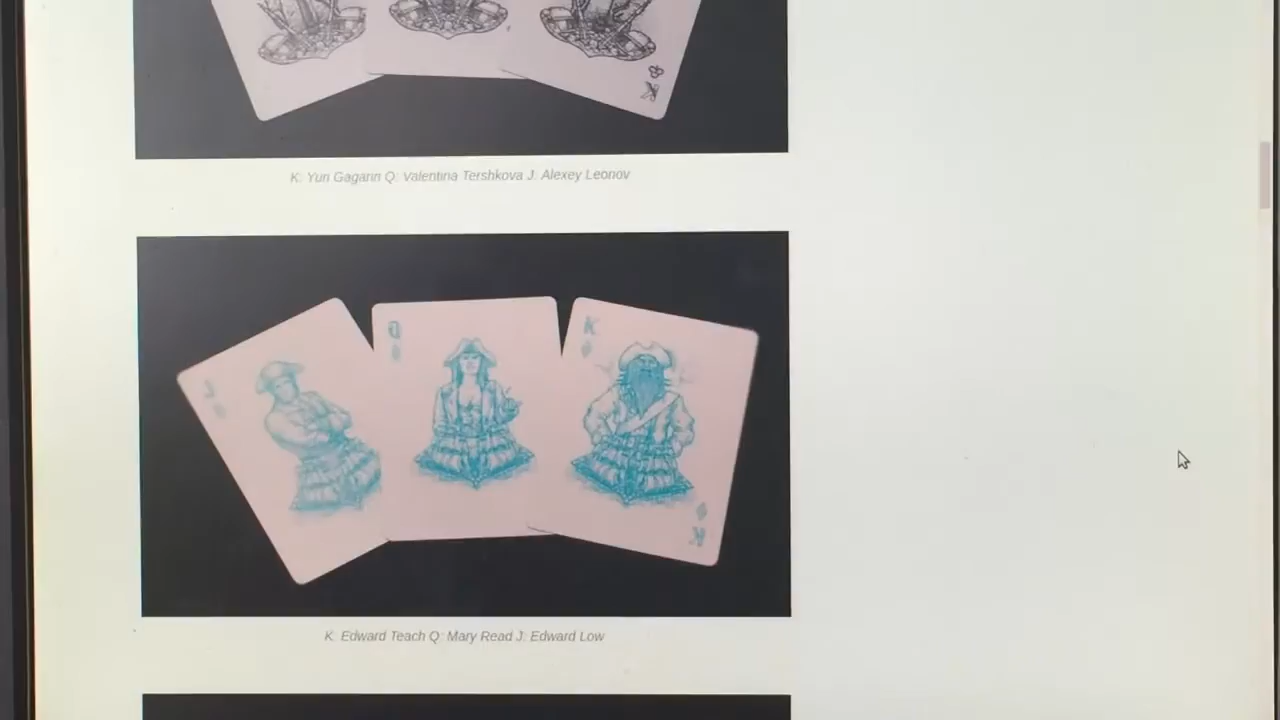 K
K: Yuri Gagarin Q: Valentina Tershkova J: Alexey Leonov
J
Q
K
K
K: Edward Teach Q: Mary Read J: Edward Low